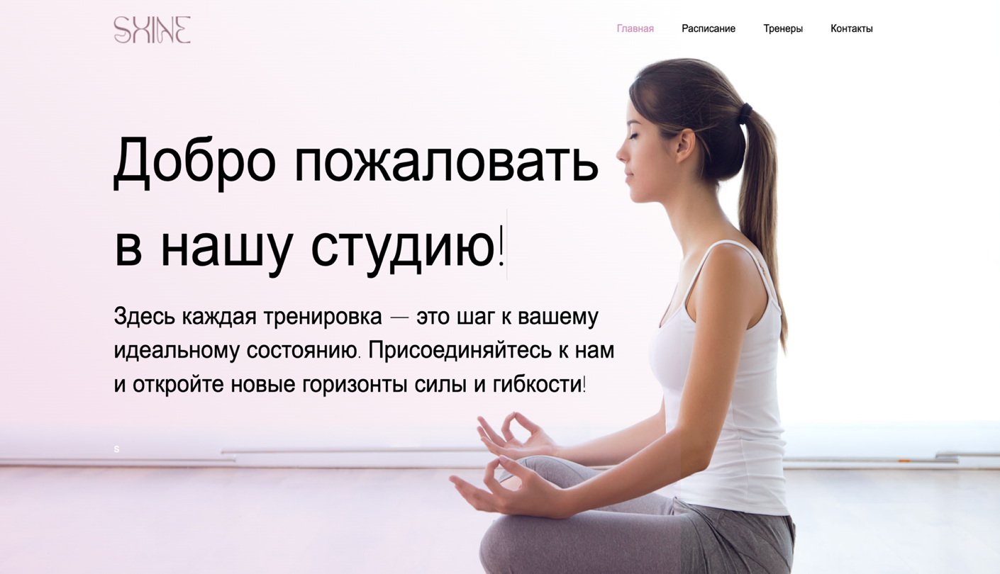 SHINE
Главная Расписание Тренеры Контакты
Добро пожаловать
в нашу студию!
Здесь каждая тренировка — это шаг к вашему
идеальному состоянию. Присоединяйтесь к нам
и откройте новые горизонты силы и гибкости!
s